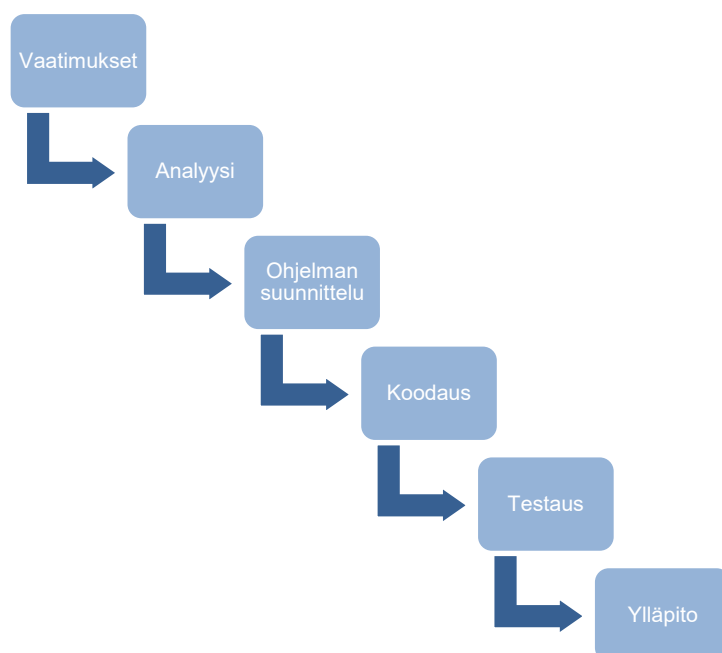 Vaatimukset
Analyysi
Ohjelman
suunnittelu
Koodaus
Testaus
Ylläpito